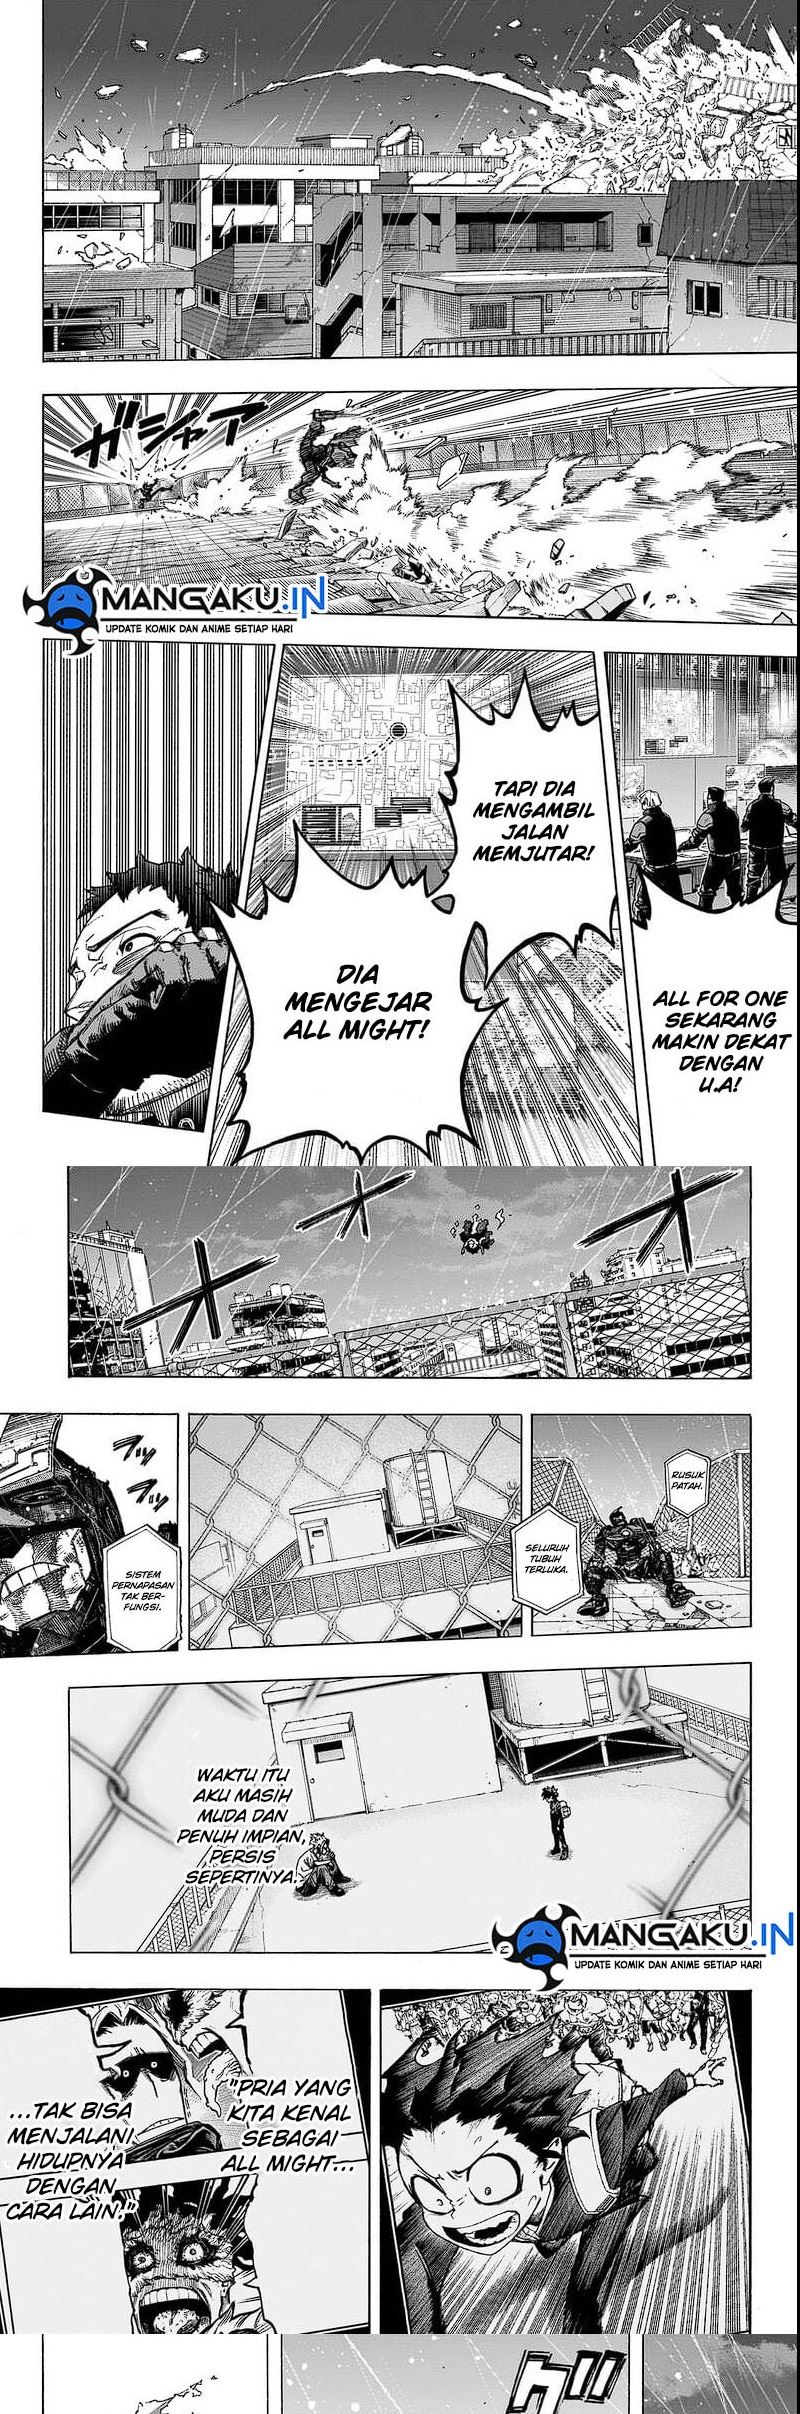 ガシャア
MANGAKU.IN
UPDATE KOMIK DAN ANIME SETIAP HARI
ALL FOR ONE
SEKARANG
MAKIN DEKAT
DENGAN
U.A!
TAPI DIA
MENGAMBIL
JALAN
MEMJUTAR!
DIA
MENGEJAR
ALL MIGHT!
オオオ
RUSUK
PATAH.
SELURUH
TUBUH
TERLUKA.
SISTEM
PERNAPASAN
TAK BER-
FUNGSI.
WAKTU ITU
AKU MASIH
MUDA DAN
PENUH IMPIAN,
PERSIS
SEPERTINYA.
MANGAKU.IN
UPDATE KOMIK DAN ANIME SETIAP HARI
"PRIA YANG
KITA KENAL
SEBAGAI
ALL MIGHT...
...TAK BISA
MENJALANI
HIDUPNYA
DENGAN
CARA LAIN."